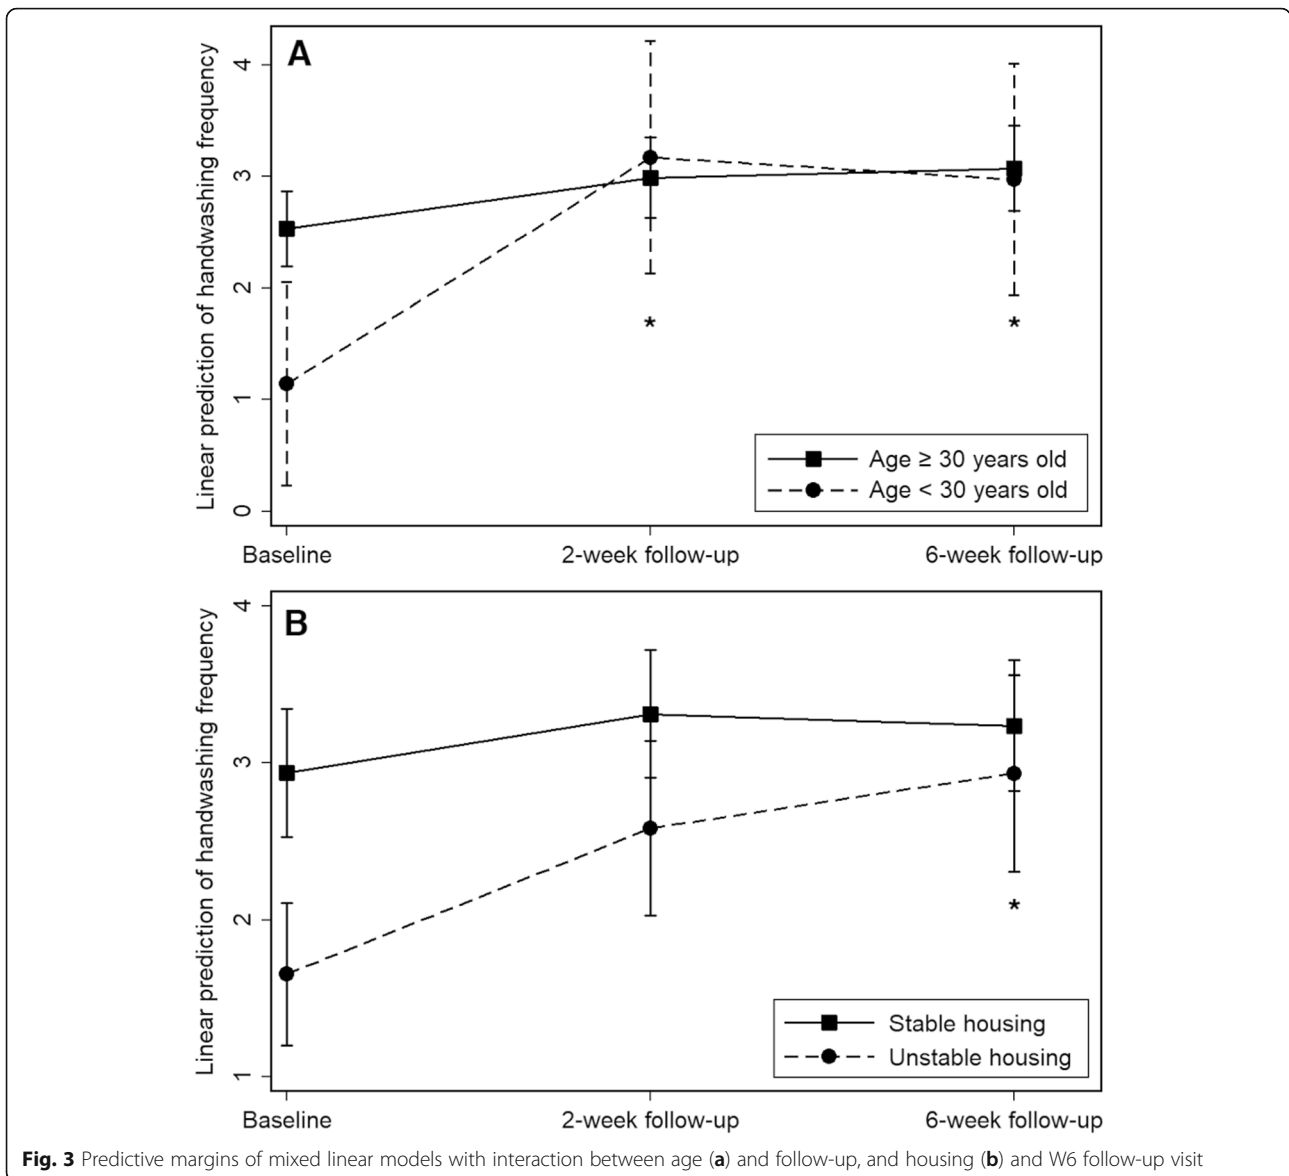 A
Linear prediction of handwashing frequency
4
3
2
1
0
*
*
Age ≥ 30 years old
Age < 30 years old
Baseline
2-week follow-up
6-week follow-up
B
Linear prediction of handwashing frequency
4
3
2
1
*
Stable housing
Unstable housing
Baseline
2-week follow-up
6-week follow-up
Fig. 3 Predictive margins of mixed linear models with interaction between age (a) and follow-up, and housing (b) and W6 follow-up visit